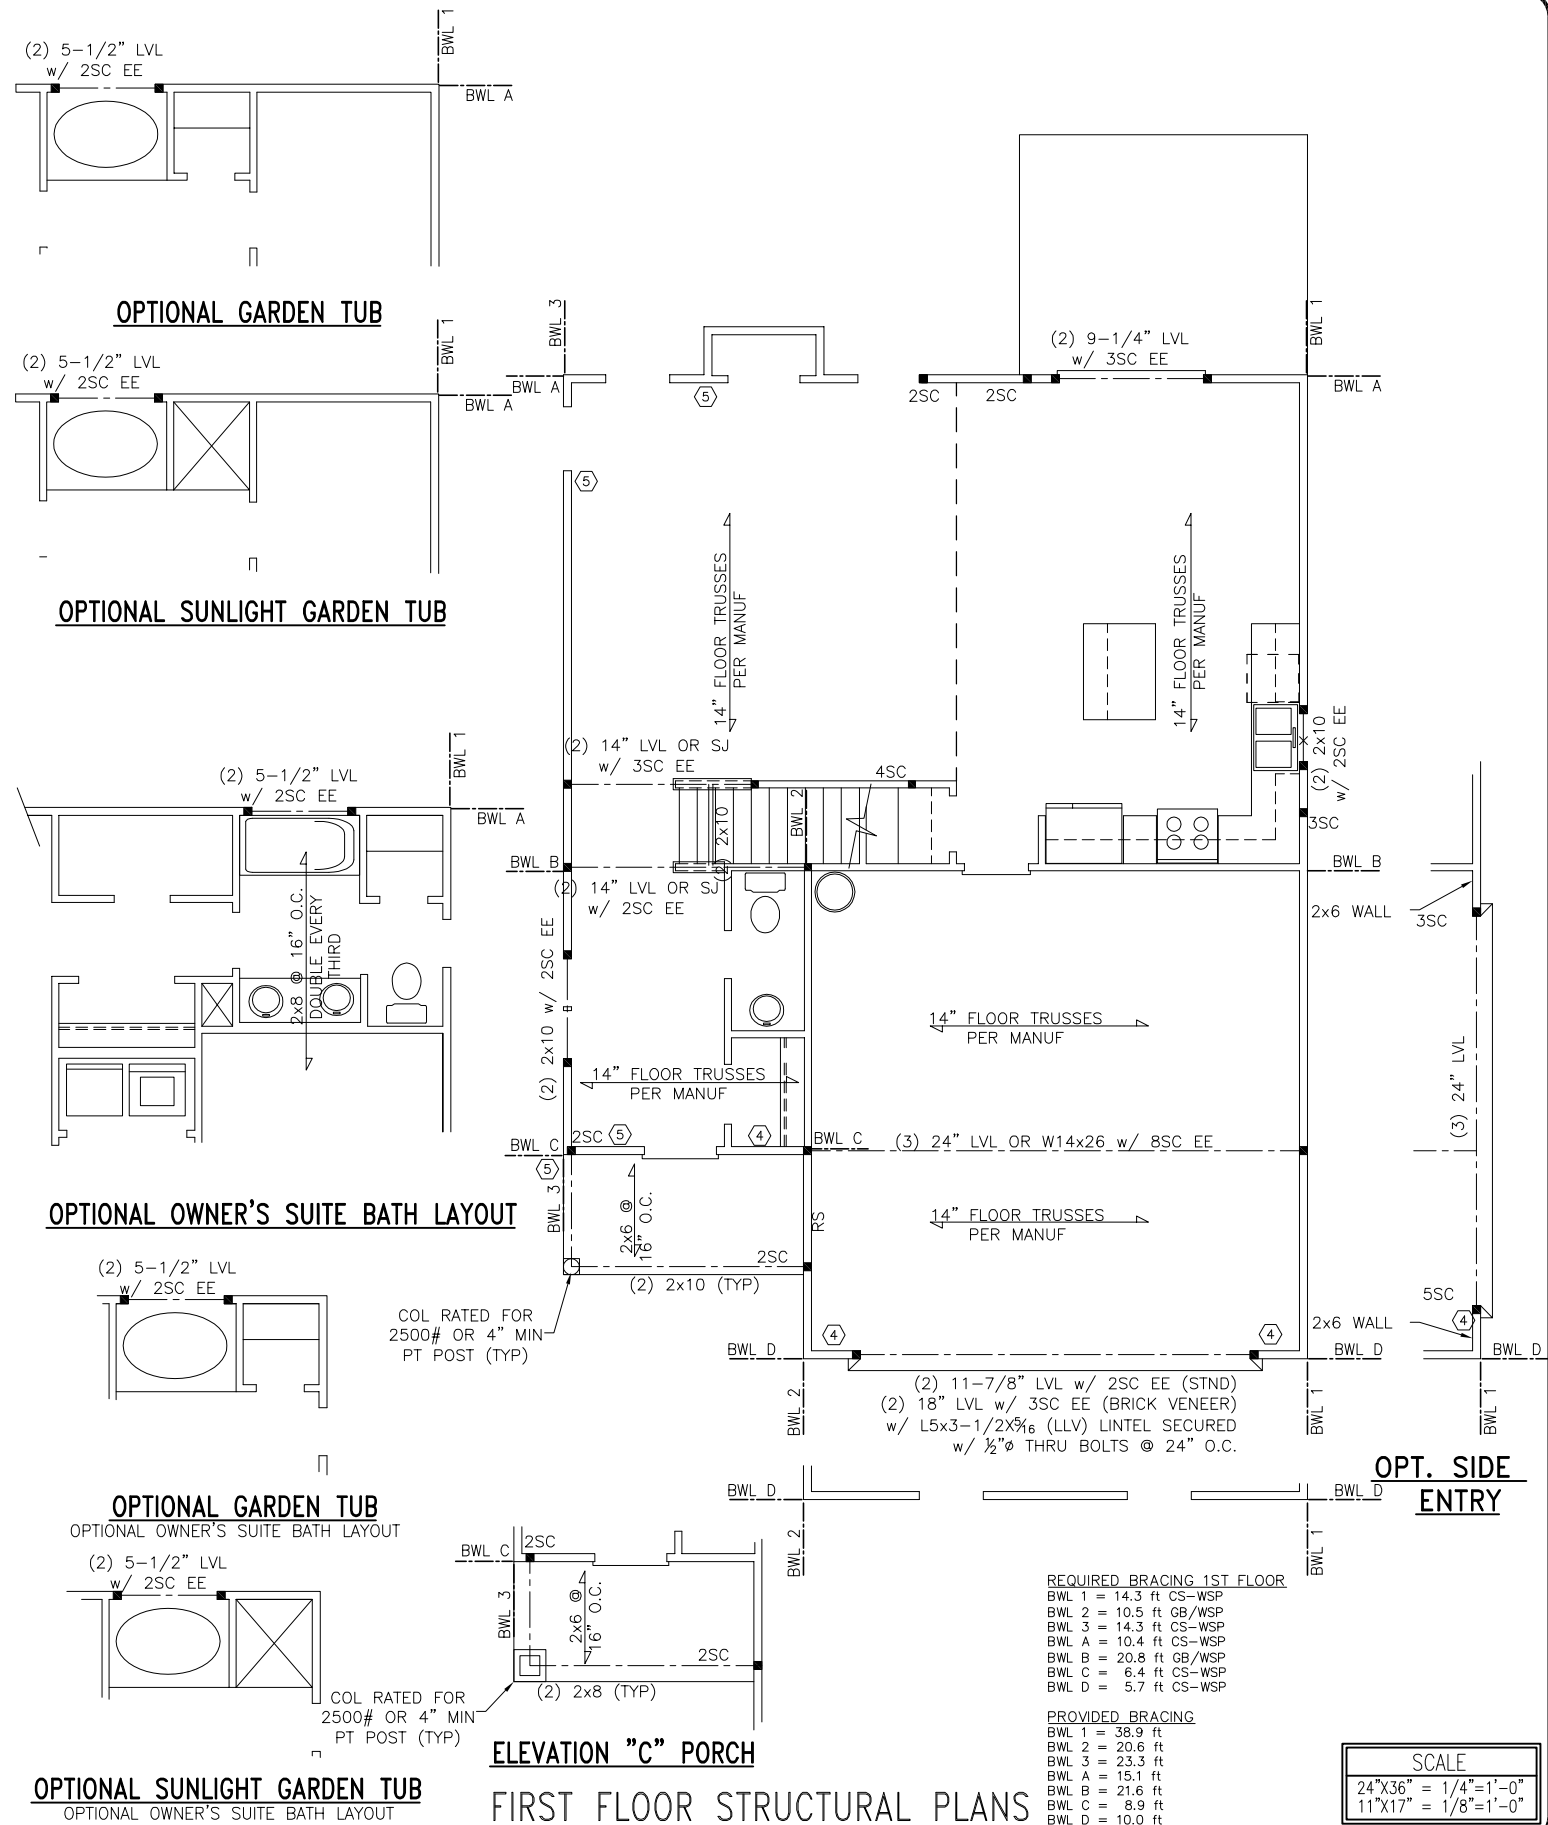 (2) 5-1/2" LVL
w/ 2SC EE
BWL 1
BWL A
OPTIONAL GARDEN TUB
(2) 5-1/2" LVL
w/ 2SC EE
BWL 1
BWL A
OPTIONAL SUNLIGHT GARDEN TUB
(2) 5-1/2" LVL
w/ 2SC EE
BWL 1
BWL A
2x8 @ 16" O.C.
DOUBLE EVERY
THIRD
OPTIONAL OWNER'S SUITE BATH LAYOUT
(2) 5-1/2" LVL
w/ 2SC EE
OPTIONAL GARDEN TUB
OPTIONAL OWNER'S SUITE BATH LAYOUT
(2) 5-1/2" LVL
w/ 2SC EE
OPTIONAL SUNLIGHT GARDEN TUB
OPTIONAL OWNER'S SUITE BATH LAYOUT
BWL 3
BWL A
5
2SC
2SC
(2) 9-1/4" LVL
w/ 3SC EE
BWL 1
BWL A
5
14" FLOOR TRUSSES
PER MANUF
14" FLOOR TRUSSES
PER MANUF
(2) 14" LVL OR SJ
w/ 3SC EE
4SC
BWL 2
(2) 2x10
(2) 2x10
w/ 2SC EE
3SC
BWL B
BWL B
(2) 14" LVL OR SJ
w/ 2SC EE
(2) 2x10 w/ 2SC EE
14" FLOOR TRUSSES
PER MANUF
14" FLOOR TRUSSES
PER MANUF
BWL C
2SC
5
4
BWL C
(3) 24" LVL OR W14x26 w/ 8SC EE
5
BWL 3
2x6 @
16" O.C.
RS
14" FLOOR TRUSSES
PER MANUF
2SC
(2) 2x10 (TYP)
COL RATED FOR
2500# OR 4" MIN
PT POST (TYP)
4
4
BWL D
BWL D
BWL 2
BWL 1
(2) 11-7/8" LVL w/ 2SC EE (STND)
(2) 18" LVL w/ 3SC EE (BRICK VENEER)
w/ L5x3-1/2X5/16 (LLV) LINTEL SECURED
w/ 1/2"ø THRU BOLTS @ 24" O.C.
BWL D
BWL D
BWL 2
BWL 1
2x6 WALL
3SC
(3) 24" LVL
5SC
4
2x6 WALL
BWL D
BWL 1
OPT. SIDE
ENTRY
BWL C
2SC
BWL 3
2x6 @
16" O.C.
2SC
(2) 2x8 (TYP)
COL RATED FOR
2500# OR 4" MIN
PT POST (TYP)
ELEVATION "C" PORCH
REQUIRED BRACING 1ST FLOOR
BWL 1 = 14.3 ft CS-WSP
BWL 2 = 10.5 ft GB/WSP
BWL 3 = 14.3 ft CS-WSP
BWL A = 10.4 ft CS-WSP
BWL B = 20.8 ft GB/WSP
BWL C = 6.4 ft CS-WSP
BWL D = 5.7 ft CS-WSP
PROVIDED BRACING
BWL 1 = 38.9 ft
BWL 2 = 20.6 ft
BWL 3 = 23.3 ft
BWL A = 15.1 ft
BWL B = 21.6 ft
BWL C = 8.9 ft
BWL D = 10.0 ft
FIRST FLOOR STRUCTURAL PLANS
SCALE
24"X36" = 1/4"=1'-0"
11"X17" = 1/8"=1'-0"